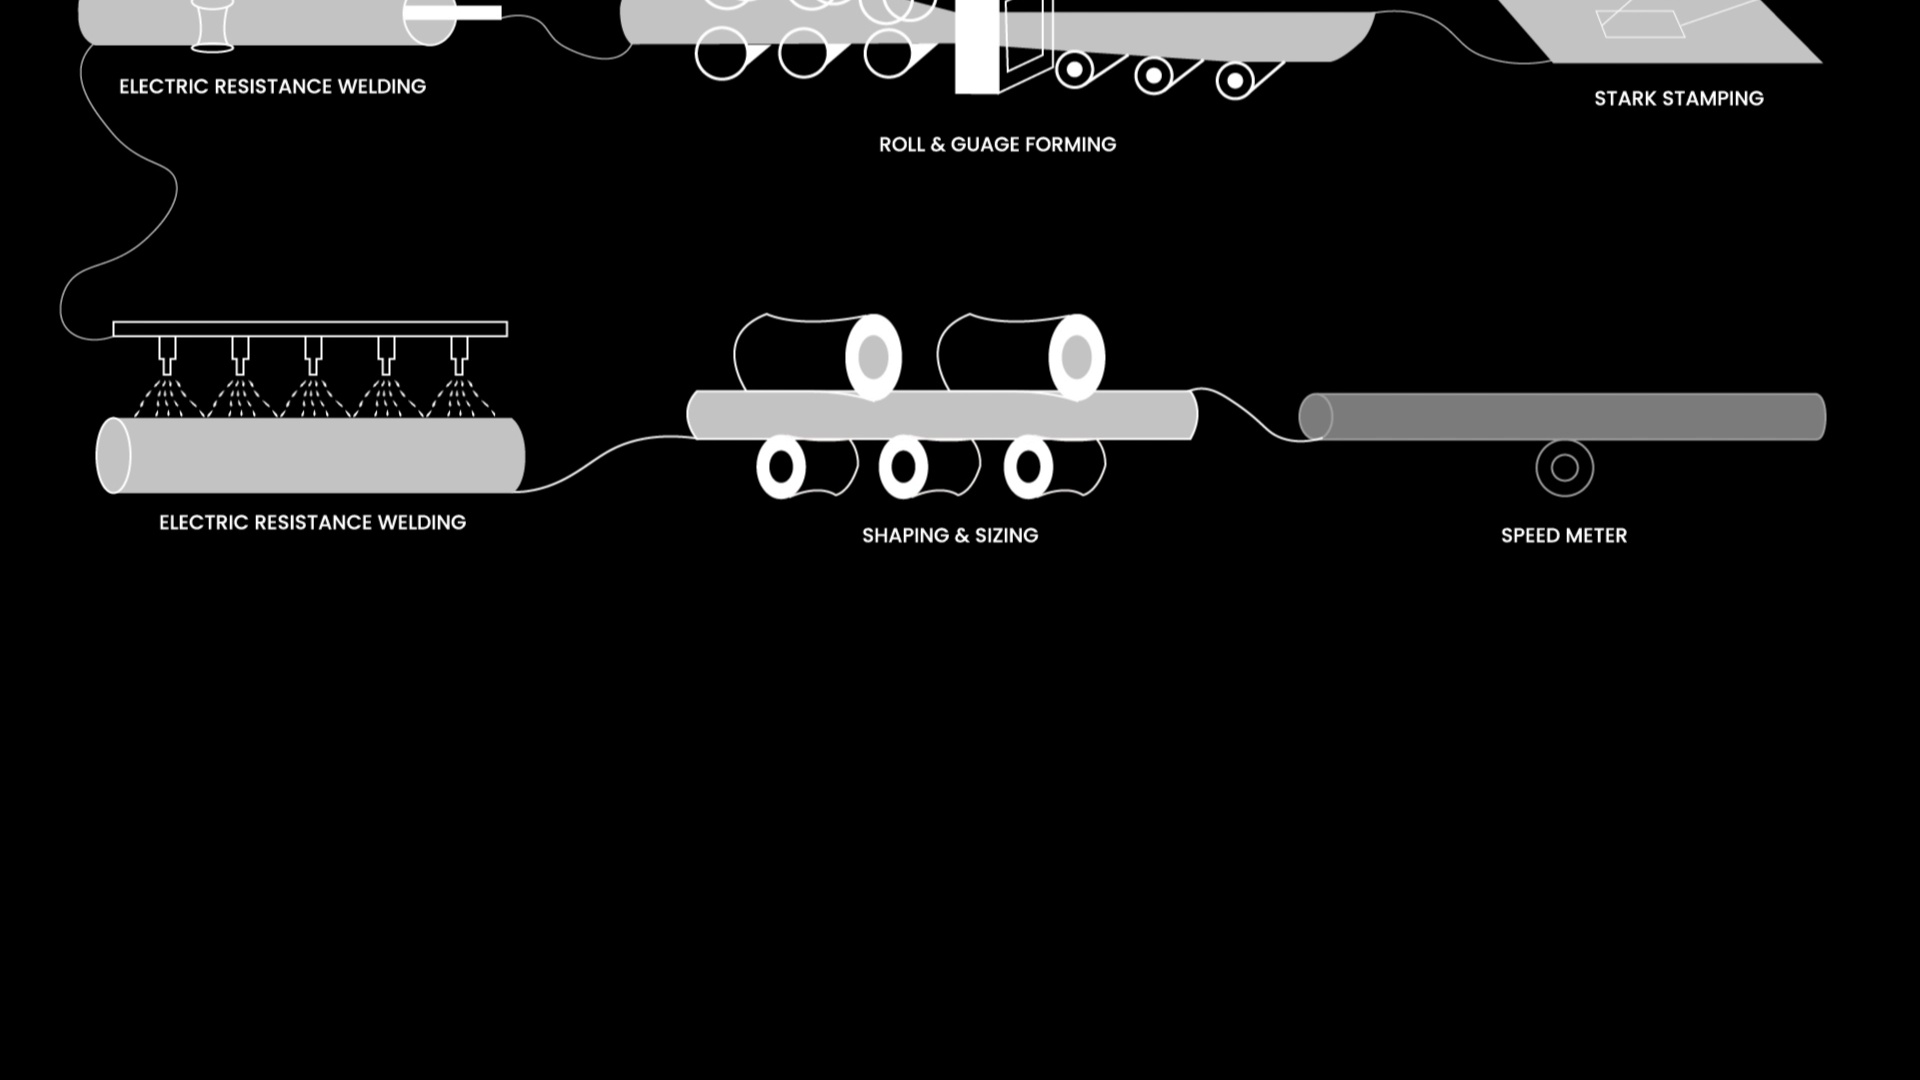 ELECTRIC RESISTANCE WELDING
STARK STAMPING
ROLL & GUAGE FORMING
ELECTRIC RESISTANCE WELDING
SHAPING & SIZING
SPEED METER